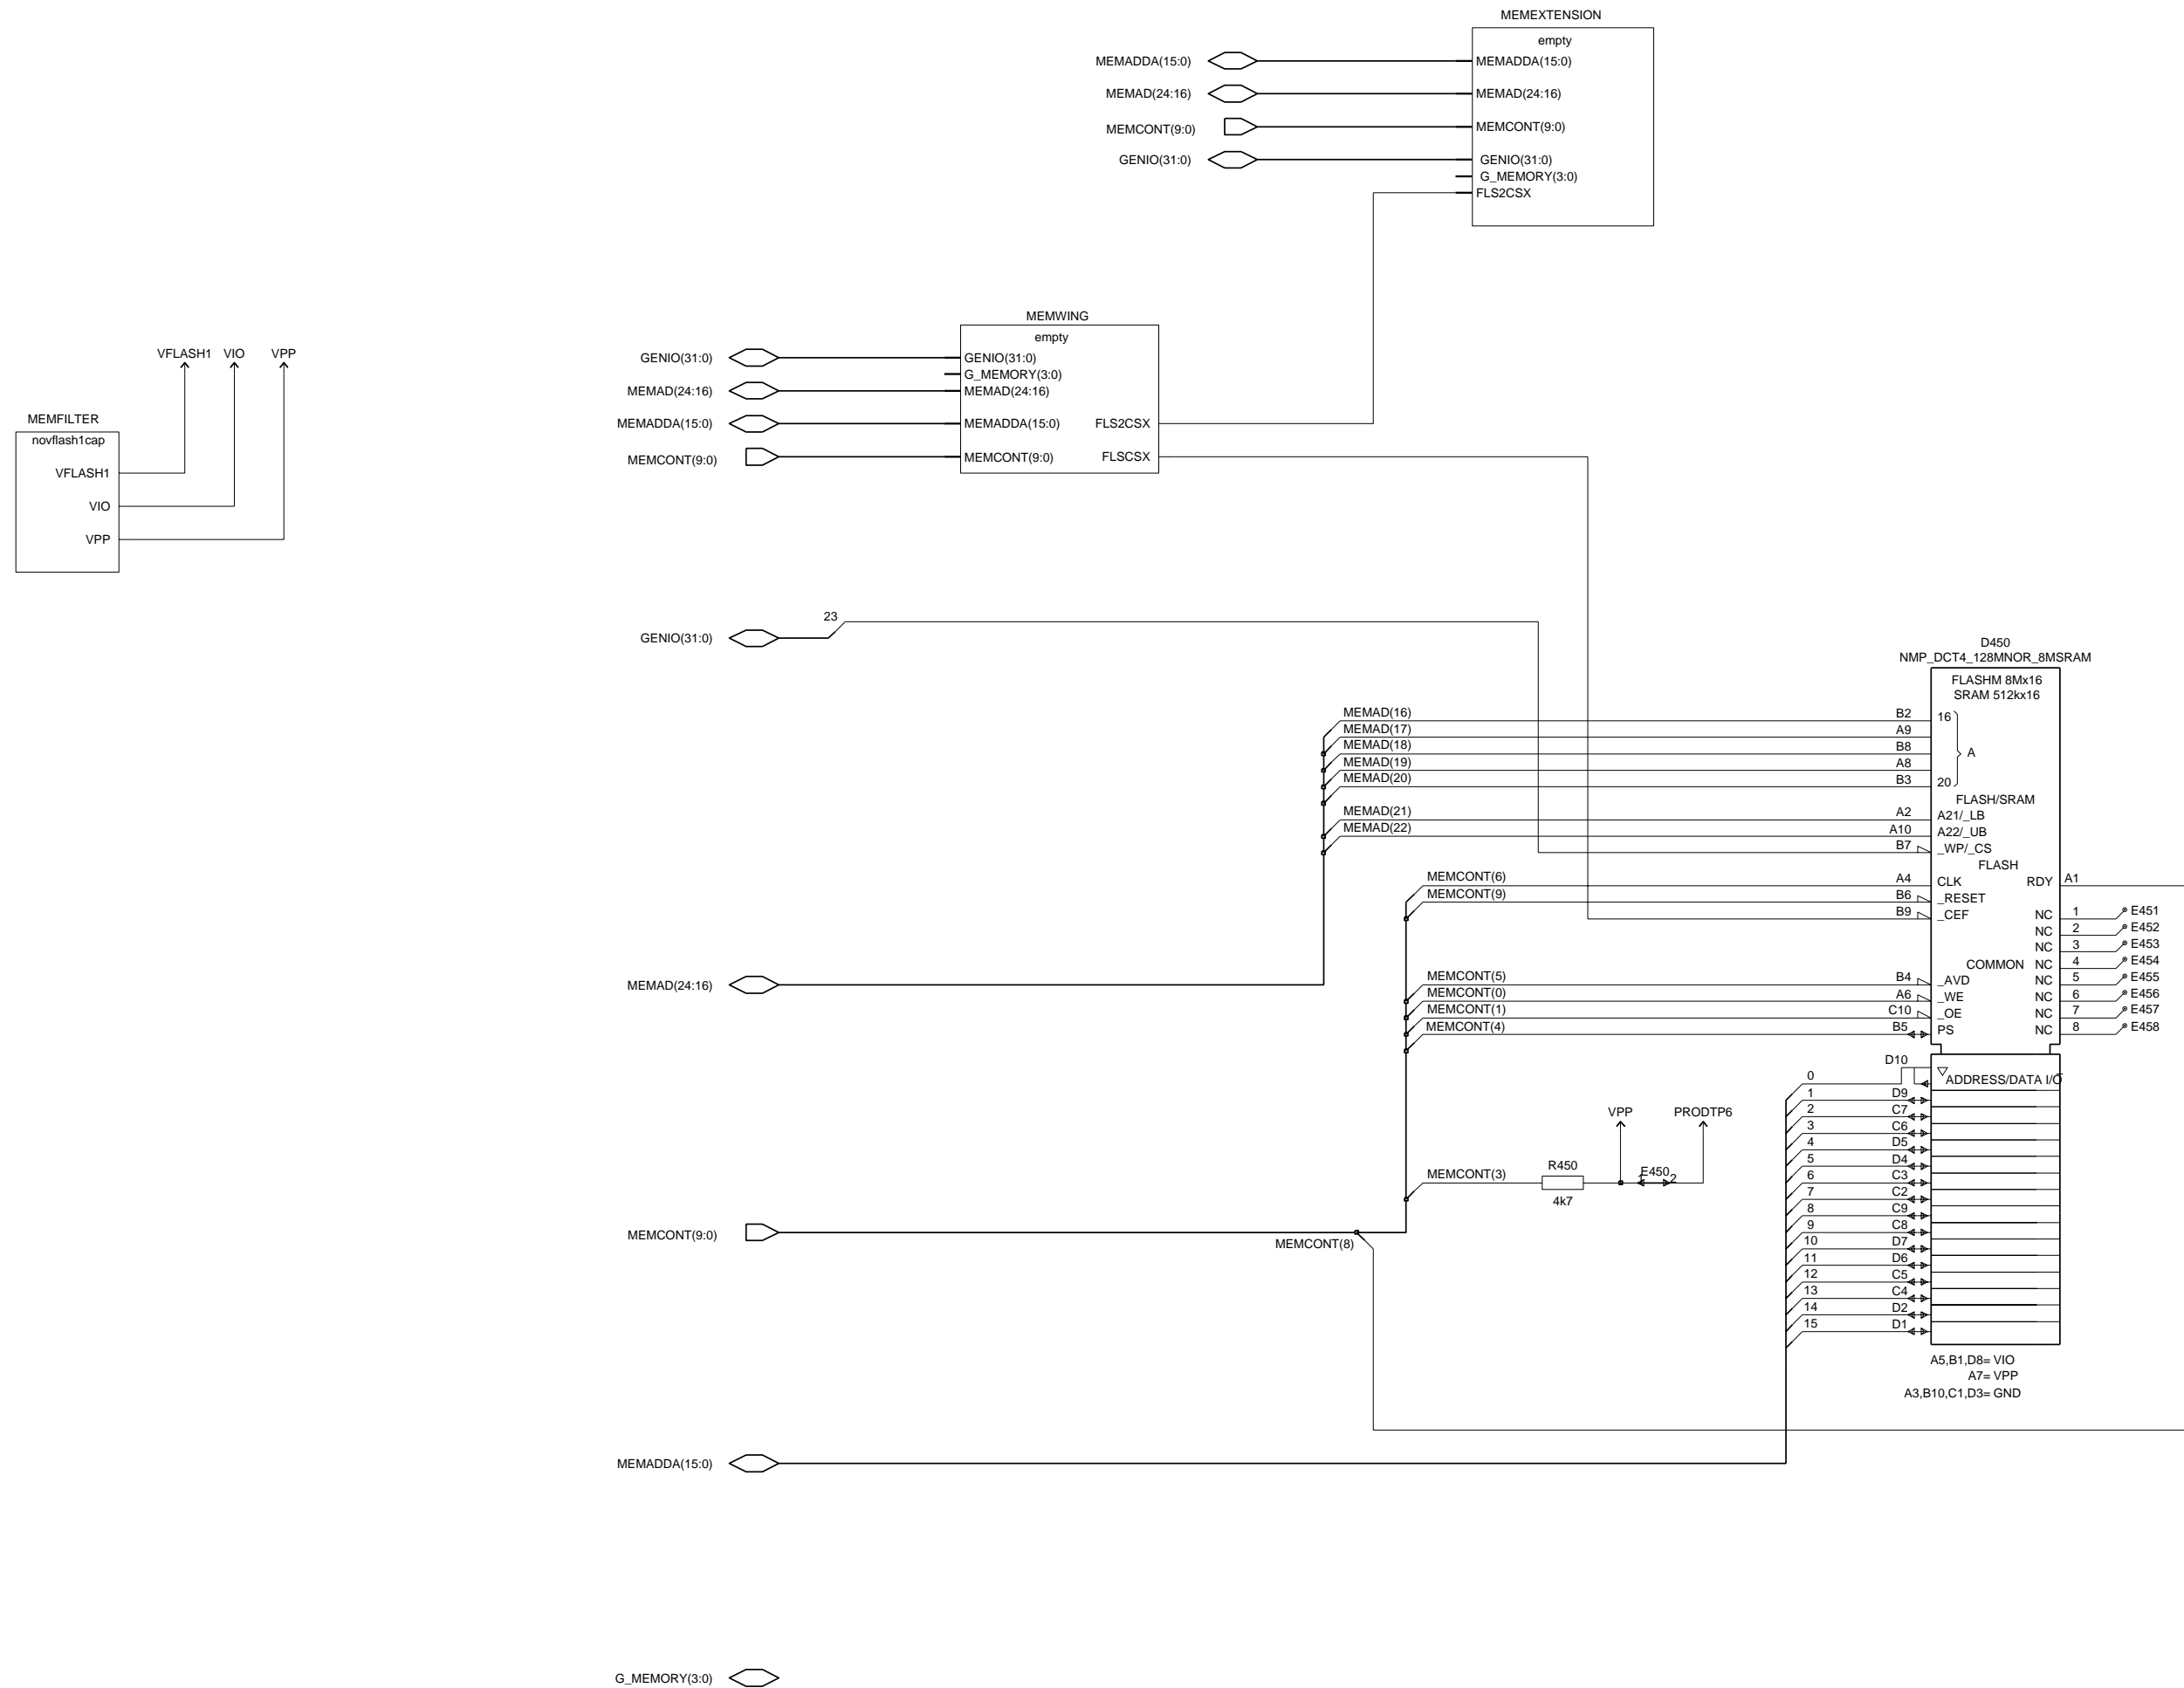 MEMEXTENSION
empty
MEMADDA(15:0) MEMADDA(15:0)
MEMAD(24:16) MEMAD(24:16)
MEMCONT(9:0) MEMCONT(9:0)
GENIO(31:0) GENIO(31:0)
G_MEMORY(3:0)
FLS2CSX
MEMWING
empty
GENIO(31:0) GENIO(31:0)
G_MEMORY(3:0)
MEMAD(24:16) MEMAD(24:16)
MEMADDA(15:0) MEMADDA(15:0) FLS2CSX
MEMCONT(9:0) MEMCONT(9:0) FLSCSX
VFLASH1 VIO VPP
MEMFILTER
novflash1cap
VFLASH1
VIO
VPP
23
GENIO(31:0)
D450
NMP_DCT4_128MNOR_8MSRAM
FLASHM 8Mx16
SRAM 512kx16
MEMAD(16) B2 16
MEMAD(17) A9
MEMAD(18) B8 A
MEMAD(19) A8
MEMAD(20) B3 20
FLASH/SRAM
MEMAD(21) A2 A21/_LB
MEMAD(22) A10 A22/_UB
B7 _WP/_CS
FLASH
MEMCONT(6) A4 CLK RDY A1
MEMCONT(9) B6 _RESET
B9 _CEF NC 1 E451
NC 2 E452
NC 3 E453
COMMON NC 4 E454
MEMAD(24:16)
MEMCONT(5) B4 _AVD NC 5 E455
MEMCONT(0) A6 _WE NC 6 E456
MEMCONT(1) C10 _OE NC 7 E457
MEMCONT(4) B5 PS NC 8 E458
D10
0 ADDRESS/DATA I/O
1 D9
2 C7
3 C6
4 D5
5 D4
6 C3
7 C2
8 C9
9 C8
10 D7
11 D6
12 C5
13 C4
14 D2
15 D1
VPP PRODTP6
MEMCONT(3) R450 1 E450 2
4k7
MEMCONT(9:0)
MEMCONT(8)
A5,B1,D8= VIO
A7= VPP
A3,B10,C1,D3= GND
MEMADDA(15:0)
G_MEMORY(3:0)